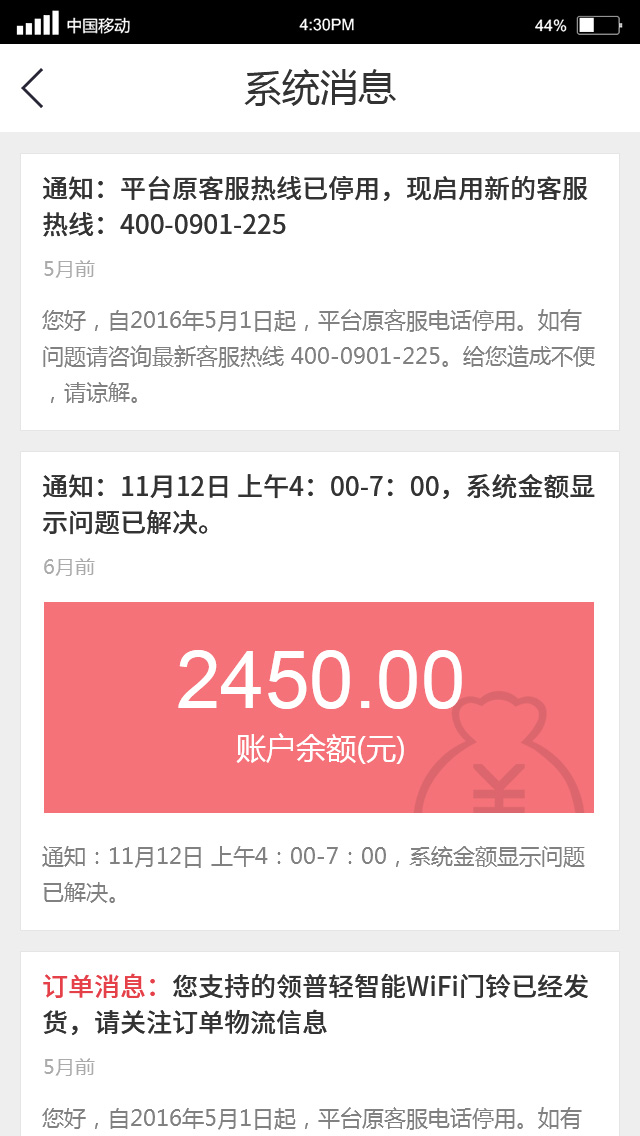 中国移动 4:30PM 44%
系统消息
通知：平台原客服热线已停用，现启用新的客服
热线：400-0901-225
5月前
您好，自2016年5月1日起，平台原客服电话停用。如有
问题请咨询最新客服热线 400-0901-225。给您造成不便
，请谅解。
通知：11月12日 上午4：00-7：00，系统金额显
示问题已解决。
6月前
2450.00
账户余额(元)
¥
通知：11月12日 上午4：00-7：00，系统金额显示问题
已解决。
订单消息：您支持的领普轻智能WiFi门铃已经发
货，请关注订单物流信息
5月前
您好，自2016年5月1日起，平台原客服电话停用。如有